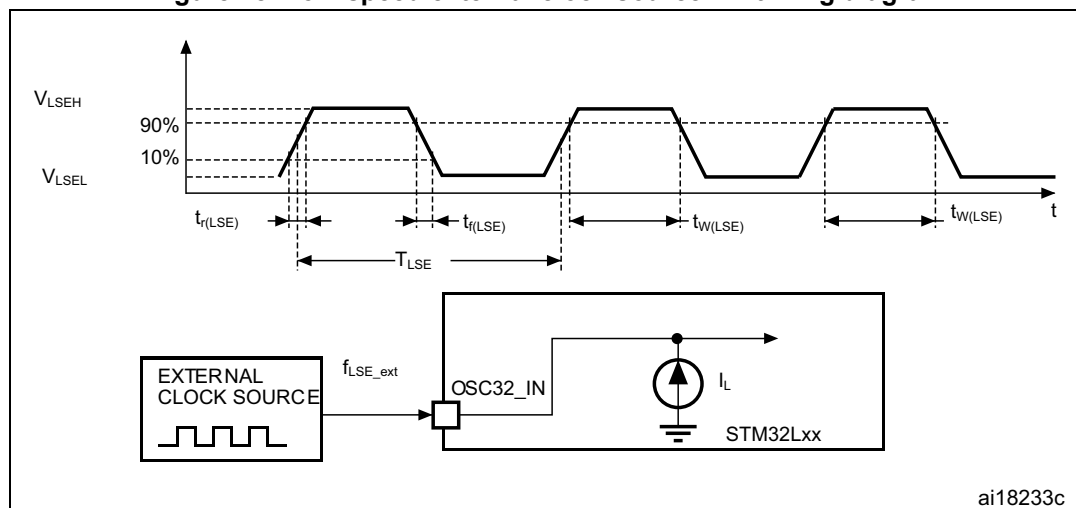 V_LSEH
90%
10%
V_LSEL
t_r(LSE)
t_f(LSE)
t_W(LSE)
t_W(LSE)
t
T_LSE
EXTERNAL
CLOCK SOURCE
f_LSE_ext
OSC32_IN
I_L
STM32Lxx
ai18233c